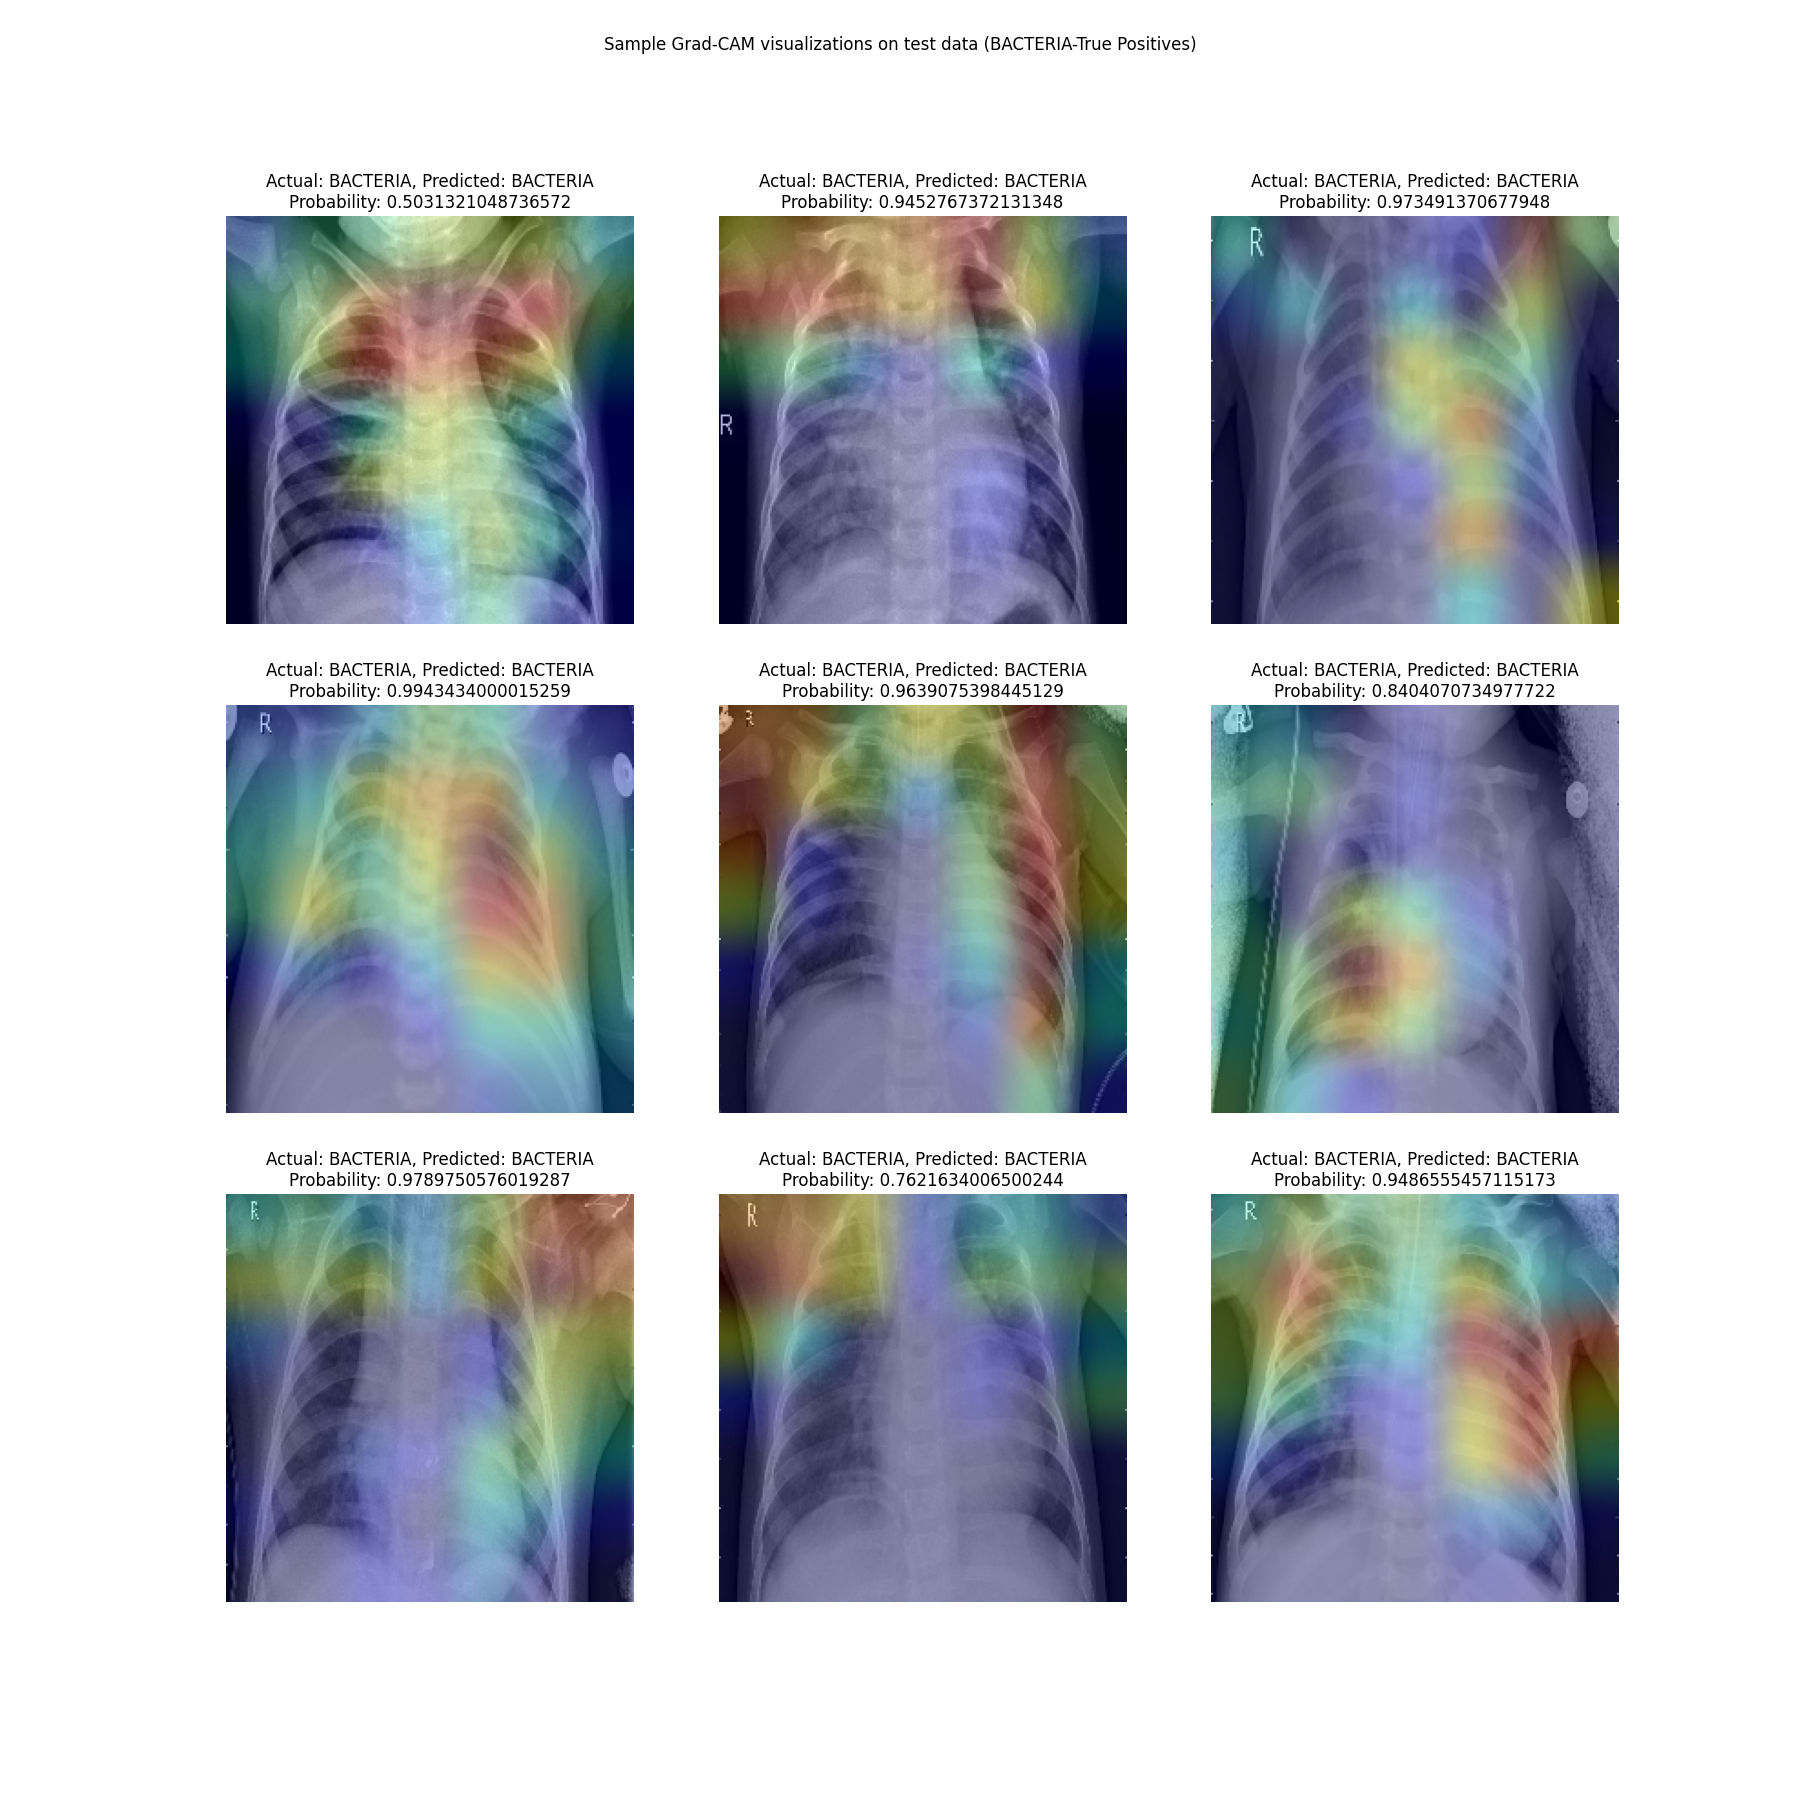 Sample Grad-CAM visualizations on test data (BACTERIA-True Positives)
Actual: BACTERIA, Predicted: BACTERIA
Probability: 0.5031321048736572
Actual: BACTERIA, Predicted: BACTERIA
Probability: 0.9452767372131348
Actual: BACTERIA, Predicted: BACTERIA
Probability: 0.973491370677948
R
R
Actual: BACTERIA, Predicted: BACTERIA
Probability: 0.9943434000015259
Actual: BACTERIA, Predicted: BACTERIA
Probability: 0.9639075398445129
Actual: BACTERIA, Predicted: BACTERIA
Probability: 0.8404070734977722
R
R
R
Actual: BACTERIA, Predicted: BACTERIA
Probability: 0.9789750576019287
Actual: BACTERIA, Predicted: BACTERIA
Probability: 0.7621634006500244
Actual: BACTERIA, Predicted: BACTERIA
Probability: 0.9486555457115173
R
R
R